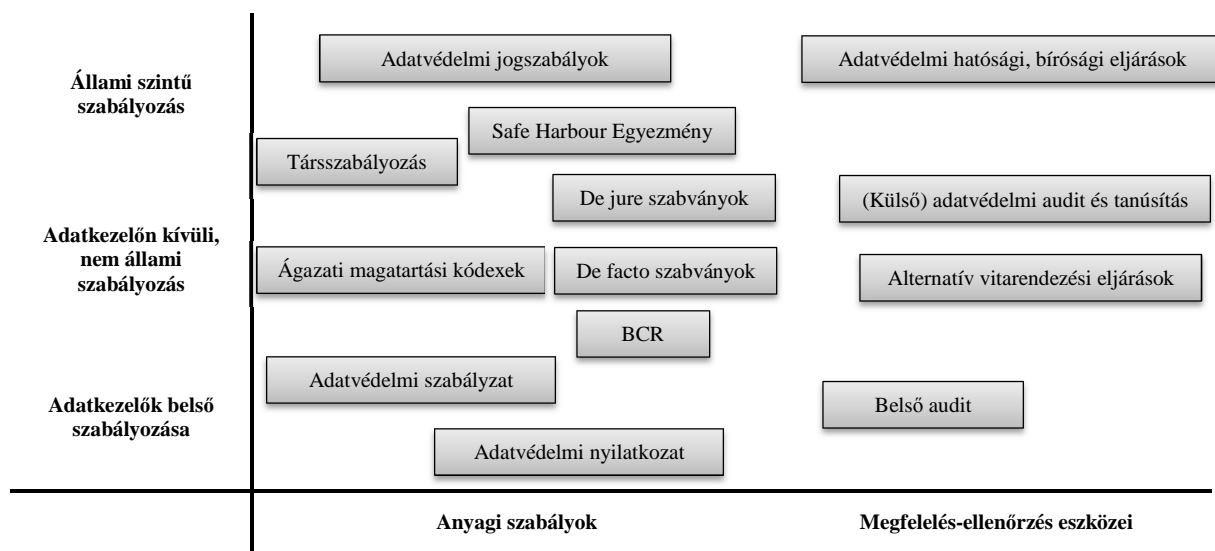 Adatvédelmi jogszabályok
Adatvédelmi hatósági, bírósági eljárások
Állami szintű
szabályozás
Safe Harbour Egyezmény
Társszabályozás
De jure szabványok
(Külső) adatvédelmi audit és tanúsítás
Adatkezelőn kívüli,
nem állami
szabályozás
Ágazati magatartási kódexek
De facto szabványok
Alternatív vitarendezési eljárások
BCR
Adatvédelmi szabályzat
Adatkezelők belső
szabályozása
Belső audit
Adatvédelmi nyilatkozat
Anyagi szabályok
Megfelelés-ellenőrzés eszközei